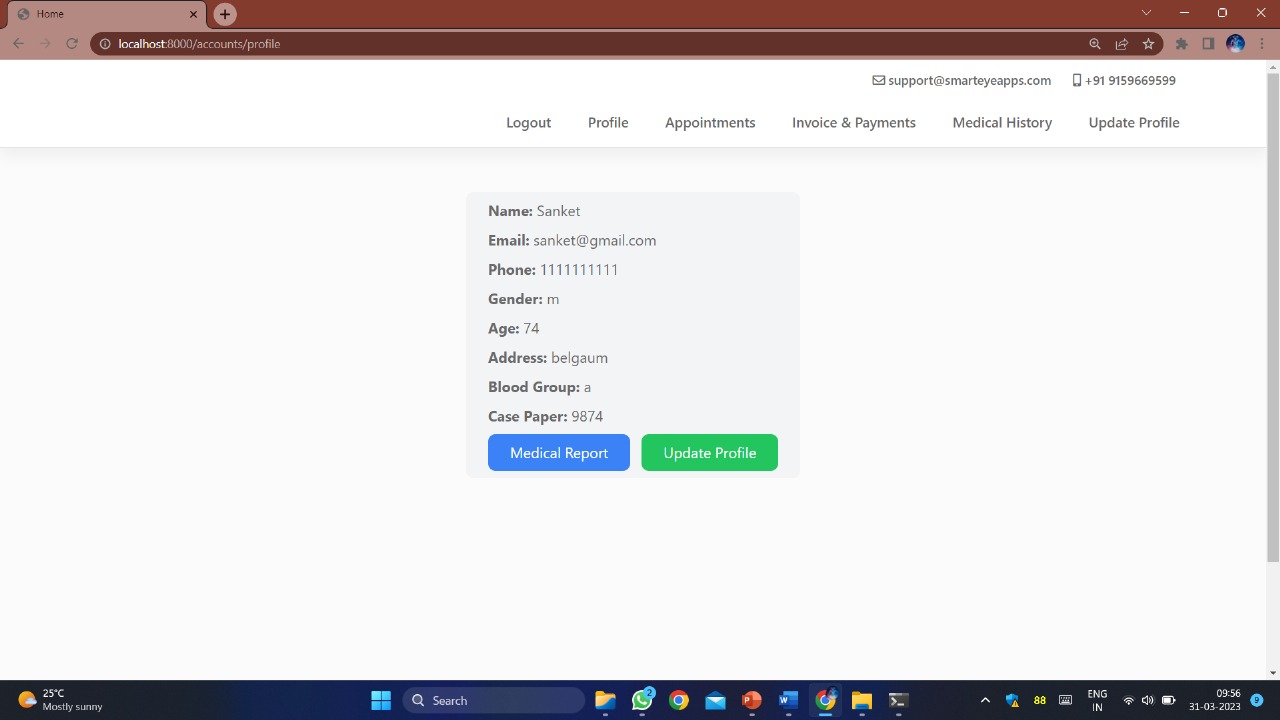 Home
localhost:8000/accounts/profile
support@smarteyeapps.com +91 9159669599
Logout Profile Appointments Invoice & Payments Medical History Update Profile
Name: Sanket
Email: sanket@gmail.com
Phone: 1111111111
Gender: m
Age: 74
Address: belgaum
Blood Group: a
Case Paper: 9874
Medical Report Update Profile
25°C
Mostly sunny
Search
2
88
ENG
IN
09:56
31-03-2023
9